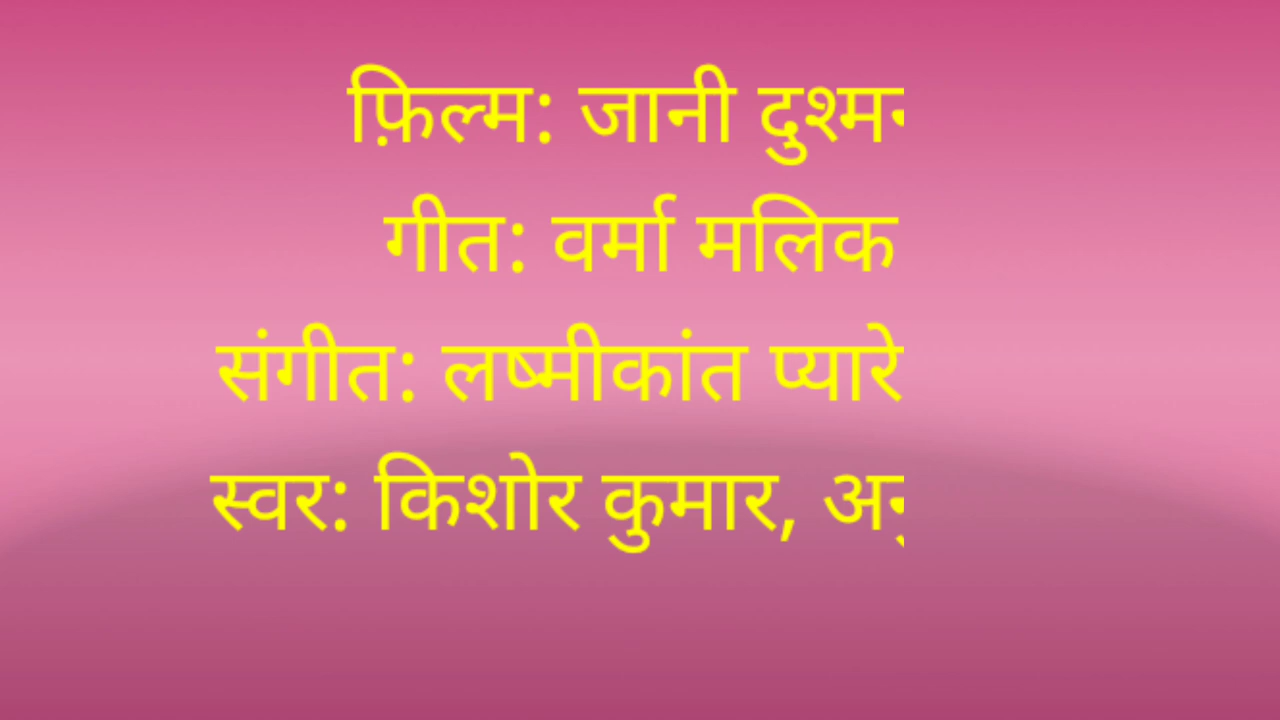 फ़िल्म: जानी
गीत: वर्मा मलिक
संगीत: लष्मीकांत प्यारे
स्वर: किशोर कुमार,